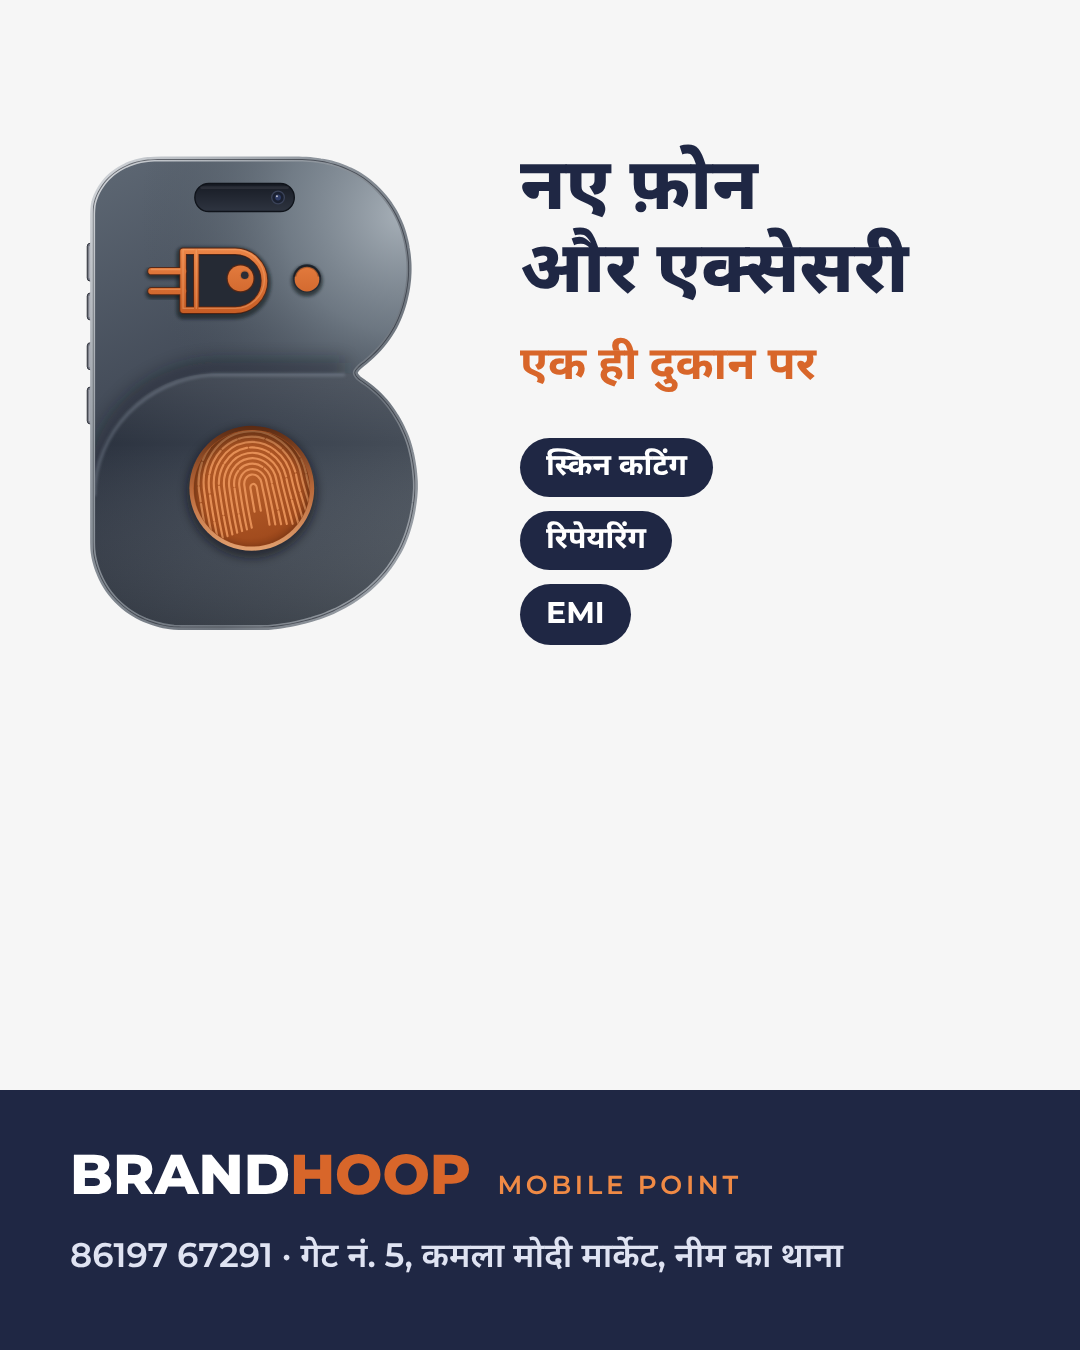 नए फ़ोन
और एक्सेसरी
एक ही दुकान पर
स्किन कटिंग
रिपेयरिंग
EMI
BRANDHOOP MOBILE POINT
86197 67291 · गेट नं. 5, कमला मोदी मार्केट, नीम का थाना